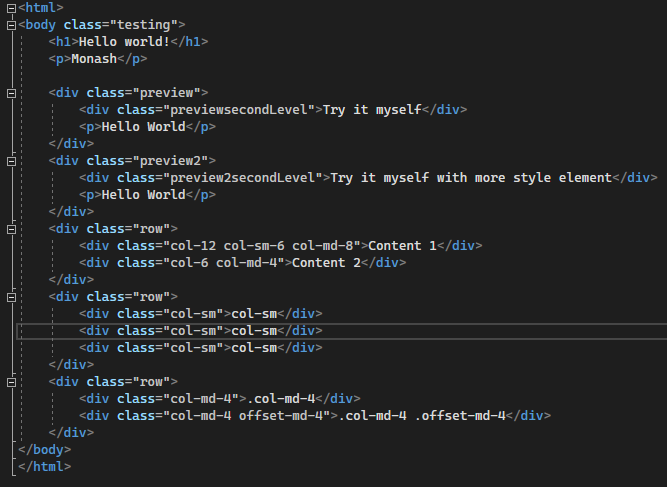 <html>
<body class="testing">
    <h1>Hello world!</h1>
    <p>Monash</p>

    <div class="preview">
        <div class="previewsecondLevel">Try it myself</div>
        <p>Hello World</p>
    </div>
    <div class="preview2">
        <div class="preview2secondLevel">Try it myself with more style element</div>
        <p>Hello World</p>
    </div>
    <div class="row">
        <div class="col-12 col-sm-6 col-md-8">Content 1</div>
        <div class="col-6 col-md-4">Content 2</div>
    </div>
    <div class="row">
        <div class="col-sm">col-sm</div>
        <div class="col-sm">col-sm</div>
        <div class="col-sm">col-sm</div>
    </div>
    <div class="row">
        <div class="col-md-4">.col-md-4</div>
        <div class="col-md-4 offset-md-4">.col-md-4 .offset-md-4</div>
    </div>
</body>
</html>